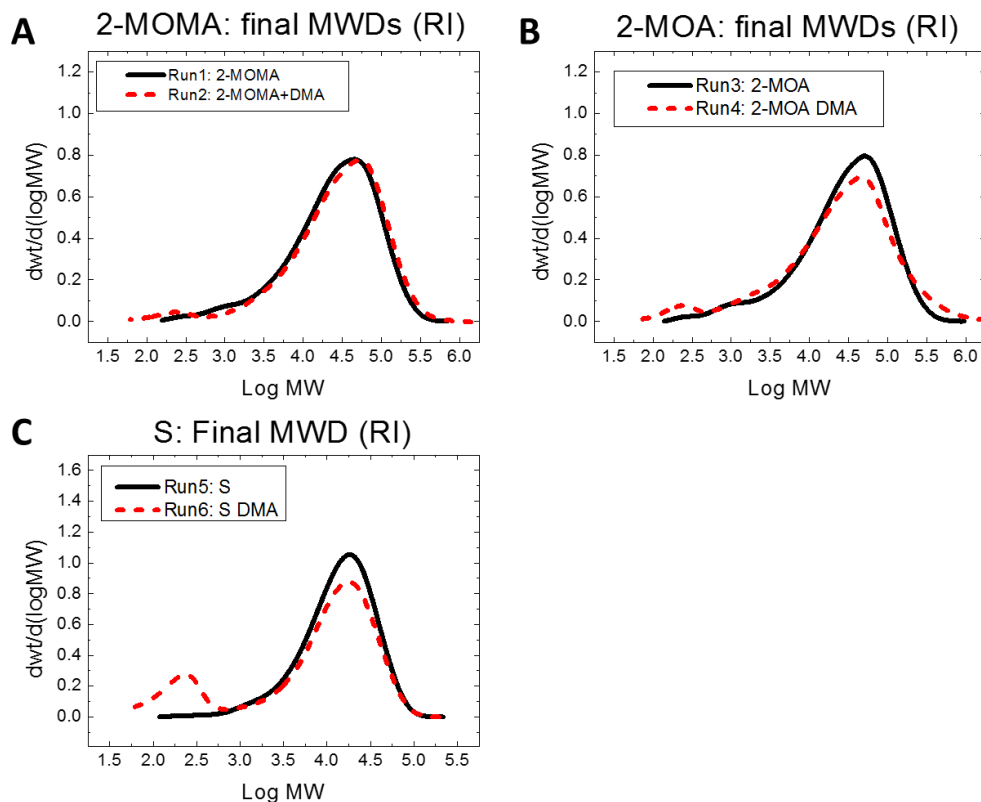 A
2-MOMA: final MWDs (RI)
Run1: 2-MOMA
Run2: 2-MOMA+DMA
dwt/d(logMW)
1.2
1.0
0.8
0.6
0.4
0.2
0.0
1.5 2.0 2.5 3.0 3.5 4.0 4.5 5.0 5.5 6.0
Log MW
B
2-MOA: final MWDs (RI)
Run3: 2-MOA
Run4: 2-MOA DMA
dwt/d(logMW)
1.2
1.0
0.8
0.6
0.4
0.2
0.0
1.5 2.0 2.5 3.0 3.5 4.0 4.5 5.0 5.5 6.0
Log MW
C
S: Final MWD (RI)
Run5: S
Run6: S DMA
dwt/d(logMW)
1.6
1.4
1.2
1.0
0.8
0.6
0.4
0.2
0.0
1.5 2.0 2.5 3.0 3.5 4.0 4.5 5.0 5.5
Log MW